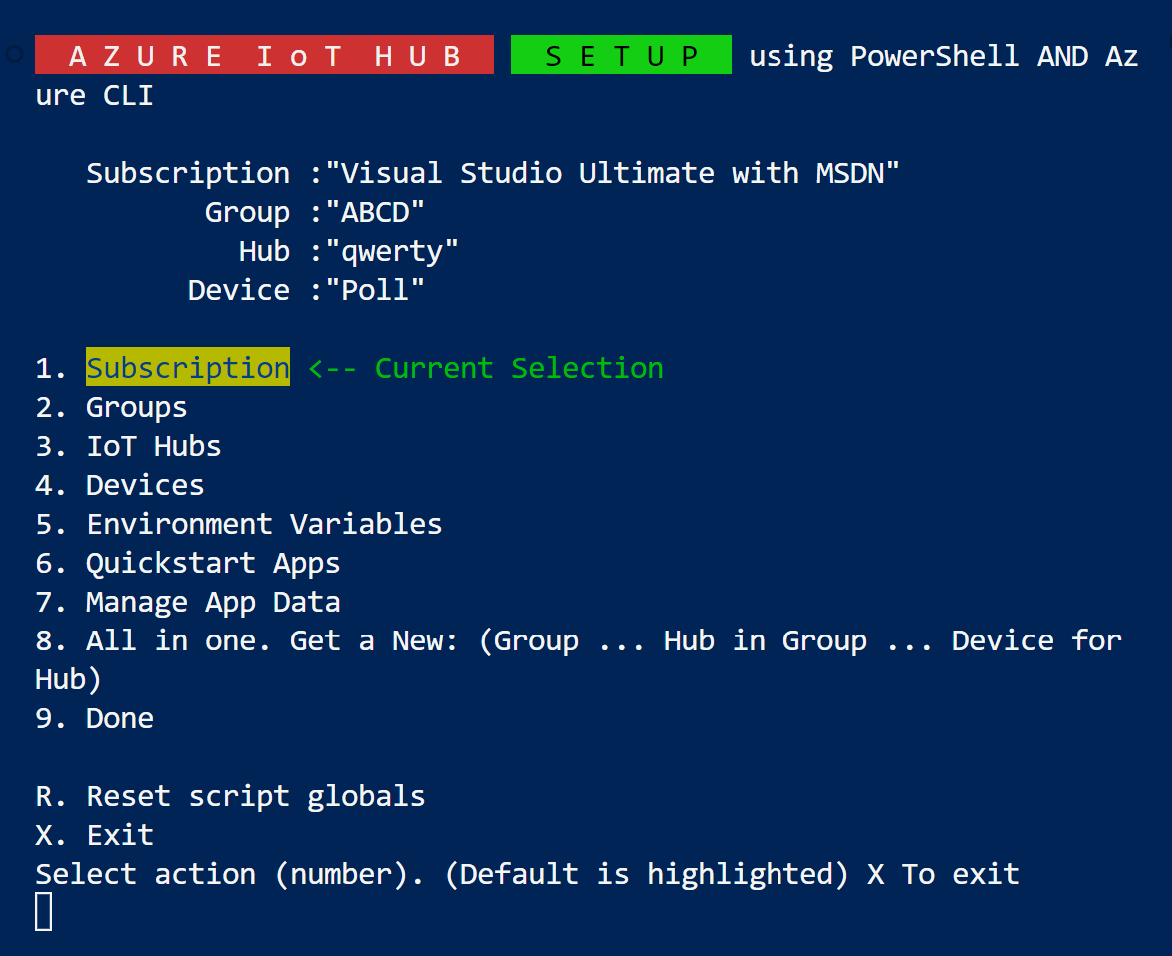 A Z U R E  I o T  H U B   S E T U P  using PowerShell AND Az
ure CLI
Subscription :"Visual Studio Ultimate with MSDN"
Group :"ABCD"
Hub :"qwerty"
Device :"Poll"
1. Subscription <-- Current Selection
2. Groups
3. IoT Hubs
4. Devices
5. Environment Variables
6. Quickstart Apps
7. Manage App Data
8. All in one. Get a New: (Group ... Hub in Group ... Device for
Hub)
9. Done
R. Reset script globals
X. Exit
Select action (number). (Default is highlighted) X To exit